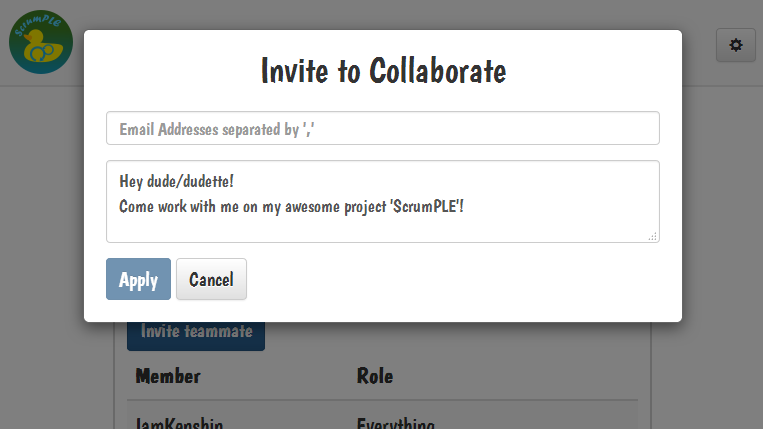 ScrumPLE
Invite to Collaborate
Email Addresses separated by ','
Hey dude/dudette!
Come work with me on my awesome project 'ScrumPLE'!
Apply
Cancel
Invite teammate
Member
Role
IamKenshin
Everything